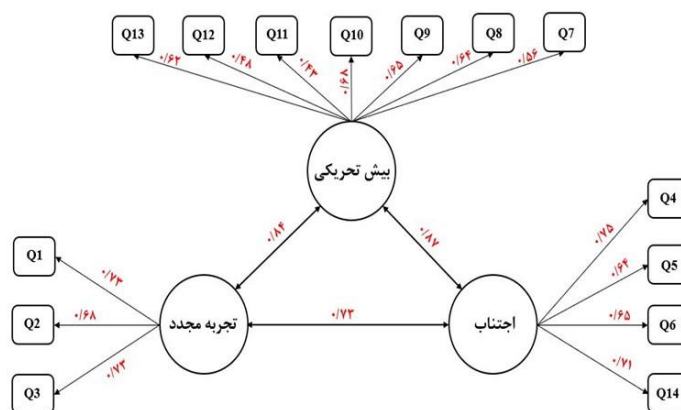 Q13
Q12
Q11
Q10
Q9
Q8
Q7
۰/۶۲
۰/۴۸
۰/۴۳
۰/۶۸
۰/۶۵
۰/۶۴
۰/۵۶
بیش تحریکی
۰/۸۴
۰/۸۷
Q1
Q2
Q3
۰/۷۳
۰/۶۸
۰/۷۳
تجربه مجدد
۰/۷۳
اجتناب
۰/۷۵
۰/۶۴
۰/۶۵
۰/۷۱
Q4
Q5
Q6
Q14